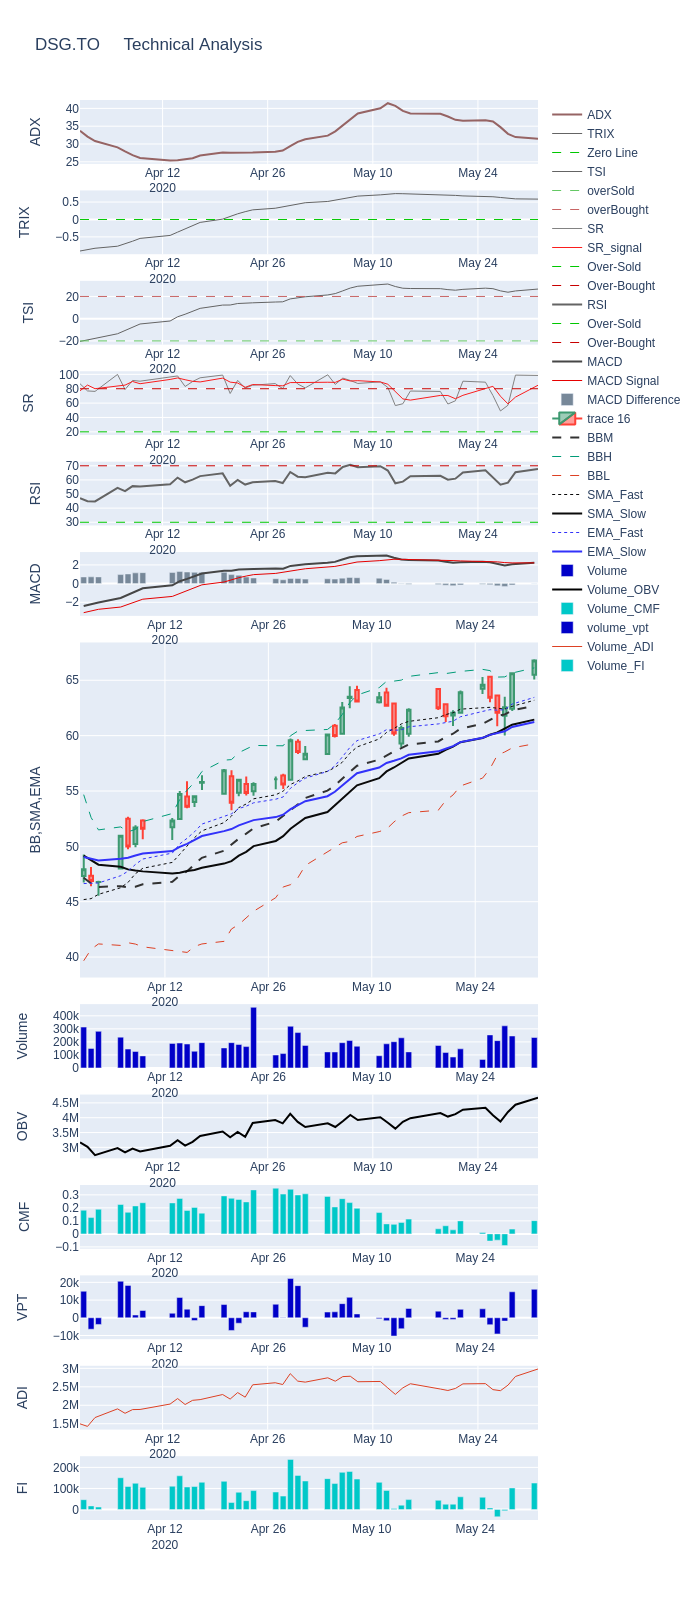 DSG.TO Technical Analysis
ADX
40
35
30
25
Apr 12
2020
Apr 26
May 10
May 24
TRIX
0.5
0
−0.5
Apr 12
2020
Apr 26
May 10
May 24
TSI
20
0
−20
Apr 12
2020
Apr 26
May 10
May 24
SR
100
80
60
40
20
Apr 12
2020
Apr 26
May 10
May 24
RSI
70
60
50
40
30
Apr 12
2020
Apr 26
May 10
May 24
MACD
2
0
−2
Apr 12
2020
Apr 26
May 10
May 24
BB,SMA,EMA
65
60
55
50
45
40
Apr 12
2020
Apr 26
May 10
May 24
Volume
400k
300k
200k
100k
0
Apr 12
2020
Apr 26
May 10
May 24
OBV
4.5M
4M
3.5M
3M
Apr 12
2020
Apr 26
May 10
May 24
CMF
0.3
0.2
0.1
0
−0.1
Apr 12
2020
Apr 26
May 10
May 24
VPT
20k
10k
0
−10k
Apr 12
2020
Apr 26
May 10
May 24
ADI
3M
2.5M
2M
1.5M
Apr 12
2020
Apr 26
May 10
May 24
FI
200k
100k
0
Apr 12
2020
Apr 26
May 10
May 24
ADX
TRIX
Zero Line
TSI
overSold
overBought
SR
SR_signal
Over-Sold
Over-Bought
RSI
Over-Sold
Over-Bought
MACD
MACD Signal
MACD Difference
trace 16
BBM
BBH
BBL
SMA_Fast
SMA_Slow
EMA_Fast
EMA_Slow
Volume
Volume_OBV
Volume_CMF
volume_vpt
Volume_ADI
Volume_FI